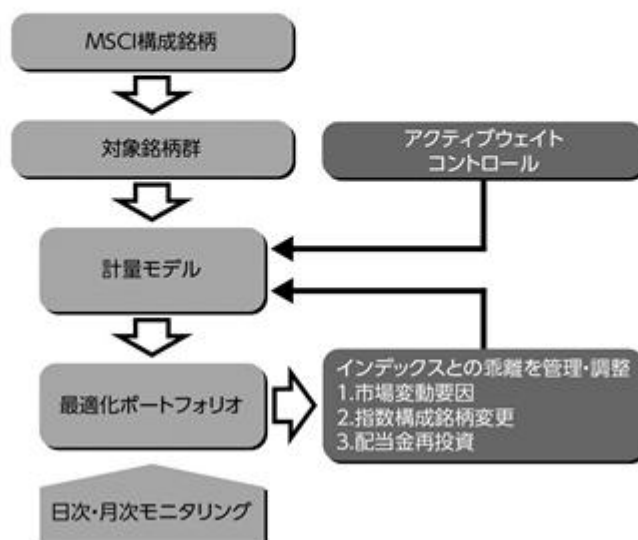 MSCI構成銘柄
対象銘柄群
アクティブウェイト
コントロール
計量モデル
最適化ポートフォリオ
インデックスとの乖離を管理・調整
1.市場変動要因
2.指数構成銘柄変更
3.配当金再投資
日次・月次モニタリング